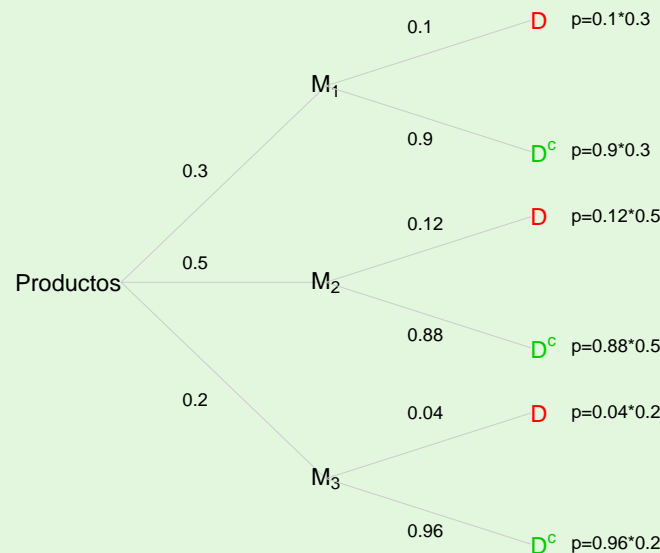 0.1
D p=0.1*0.3
M₁
0.9
Dᶜ p=0.9*0.3
0.3
0.12
D p=0.12*0.5
0.5
Productos
M₂
0.88
Dᶜ p=0.88*0.5
0.2
0.04
D p=0.04*0.2
M₃
0.96
Dᶜ p=0.96*0.2